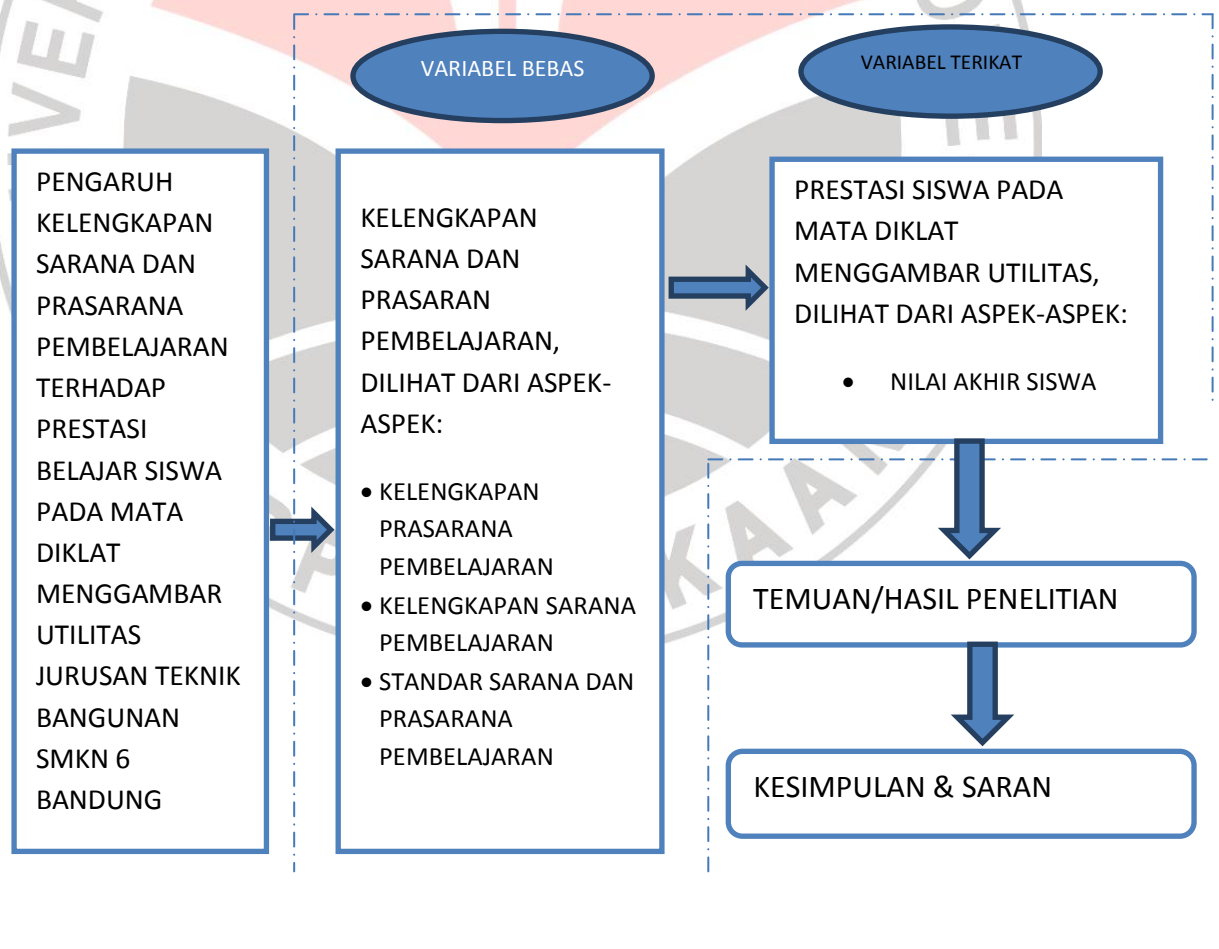 VARIABEL BEBAS
VARIABEL TERIKAT
PENGARUH
KELENGKAPAN
SARANA DAN
PRASARANA
PEMBELAJARAN
TERHADAP
PRESTASI
BELAJAR SISWA
PADA MATA
DIKLAT
MENGGAMBAR
UTILITAS
JURUSAN TEKNIK
BANGUNAN
SMKN 6
BANDUNG
KELENGKAPAN
SARANA DAN
PRASARAN
PEMBELAJARAN,
DILIHAT DARI ASPEK-
ASPEK:
• KELENGKAPAN
PRASARANA
PEMBELAJARAN
• KELENGKAPAN SARANA
PEMBELAJARAN
• STANDAR SARANA DAN
PRASARANA
PEMBELAJARAN
PRESTASI SISWA PADA
MATA DIKLAT
MENGGAMBAR UTILITAS,
DILIHAT DARI ASPEK-ASPEK:
• NILAI AKHIR SISWA
TEMUAN/HASIL PENELITIAN
KESIMPULAN & SARAN